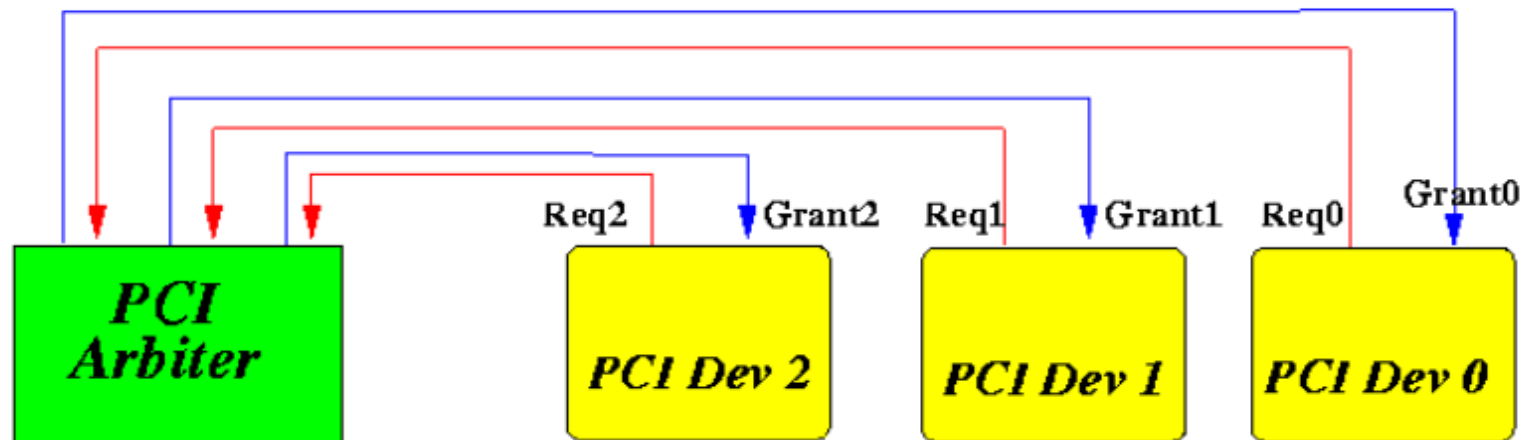 Grant0
Req2
Grant2
Req1
Grant1
Req0
PCI
Arbiter
PCI Dev 2
PCI Dev 1
PCI Dev 0